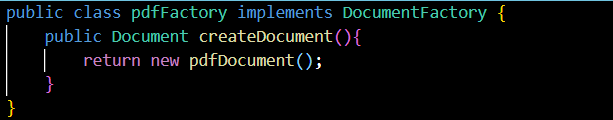 public class pdfFactory implements DocumentFactory {
    public Document createDocument(){
        return new pdfDocument();
    }
}